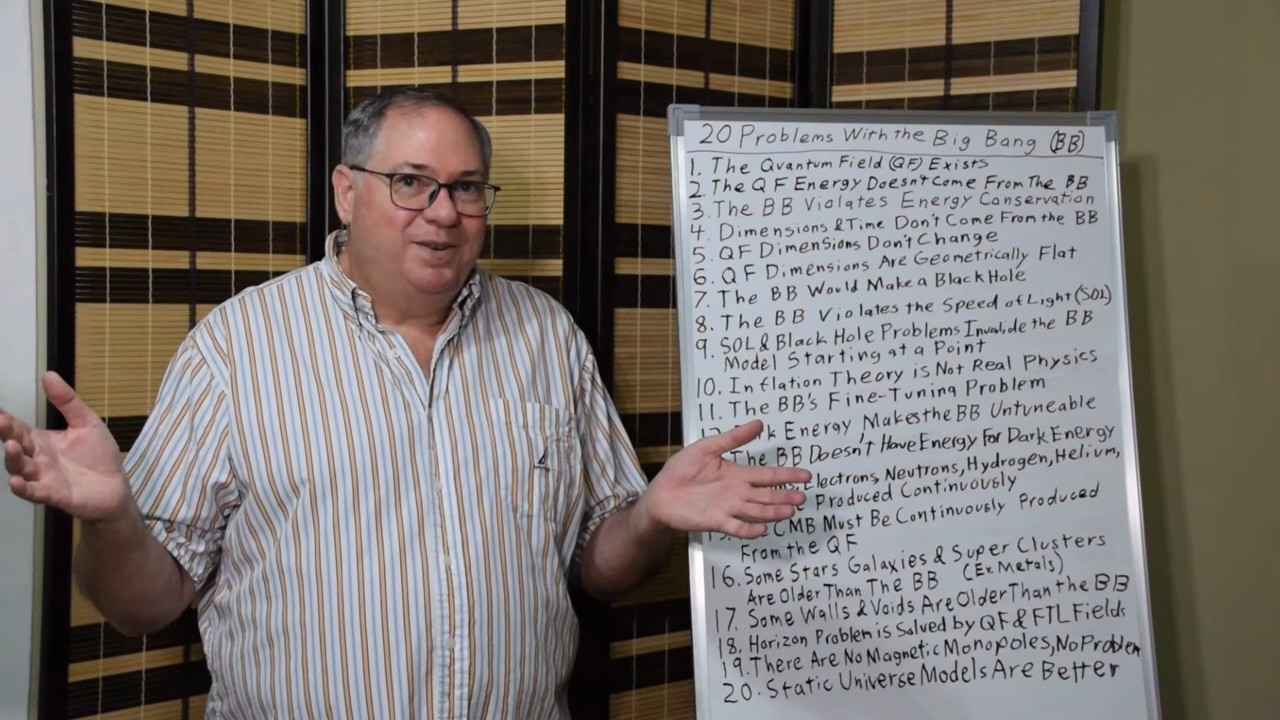 20 Problems With the Big Bang (BB)
1. The Quantum Field (QF) Exists
2. The QF Energy Doesn't Come From The BB
3. The BB Violates Energy Conservation
4. Dimensions & Time Don't Come From the BB
5. QF Dimensions Don't Change
6. QF Dimensions Are Geometrically Flat
7. The BB Would Make a Black Hole
8. The BB Violates the Speed of Light (SOL)
9. SOL & Black Hole Problems Invalide the BB
Model Starting at a Point
10. Inflation Theory is Not Real Physics
11. The BB's Fine-Tuning Problem
Energy Makes the BB Untuneable
The BB Doesn't Have Energy For Dark Energy
Electrons, Neutrons, Hydrogen, Helium,
Produced Continuously
CMB Must Be Continuously Produced
From the QF
16. Some Stars Galaxies & Super Clusters
Are Older Than The BB (Ex Metals)
17. Some Walls & Voids Are Older Than the BB
18. Horizon Problem is Solved by QF & FTL Fields
19. There Are No Magnetic Monopoles, No Problem
20. Static Universe Models Are Better